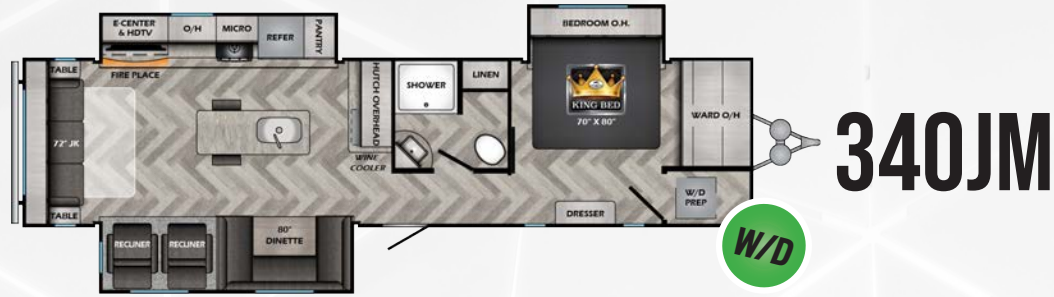 E-CENTER
& HDTV
O/H
MICRO
REFER
PANTRY
BEDROOM O.H.
TABLE
FIRE PLACE
HUTCH OVERHEAD
SHOWER
LINEN
KING BED
70" X 80"
WARD O/H
72" JK
WINE
COOLER
340JM
W/D
PREP
TABLE
DRESSER
RECLINER
RECLINER
80"
DINETTE
W/D